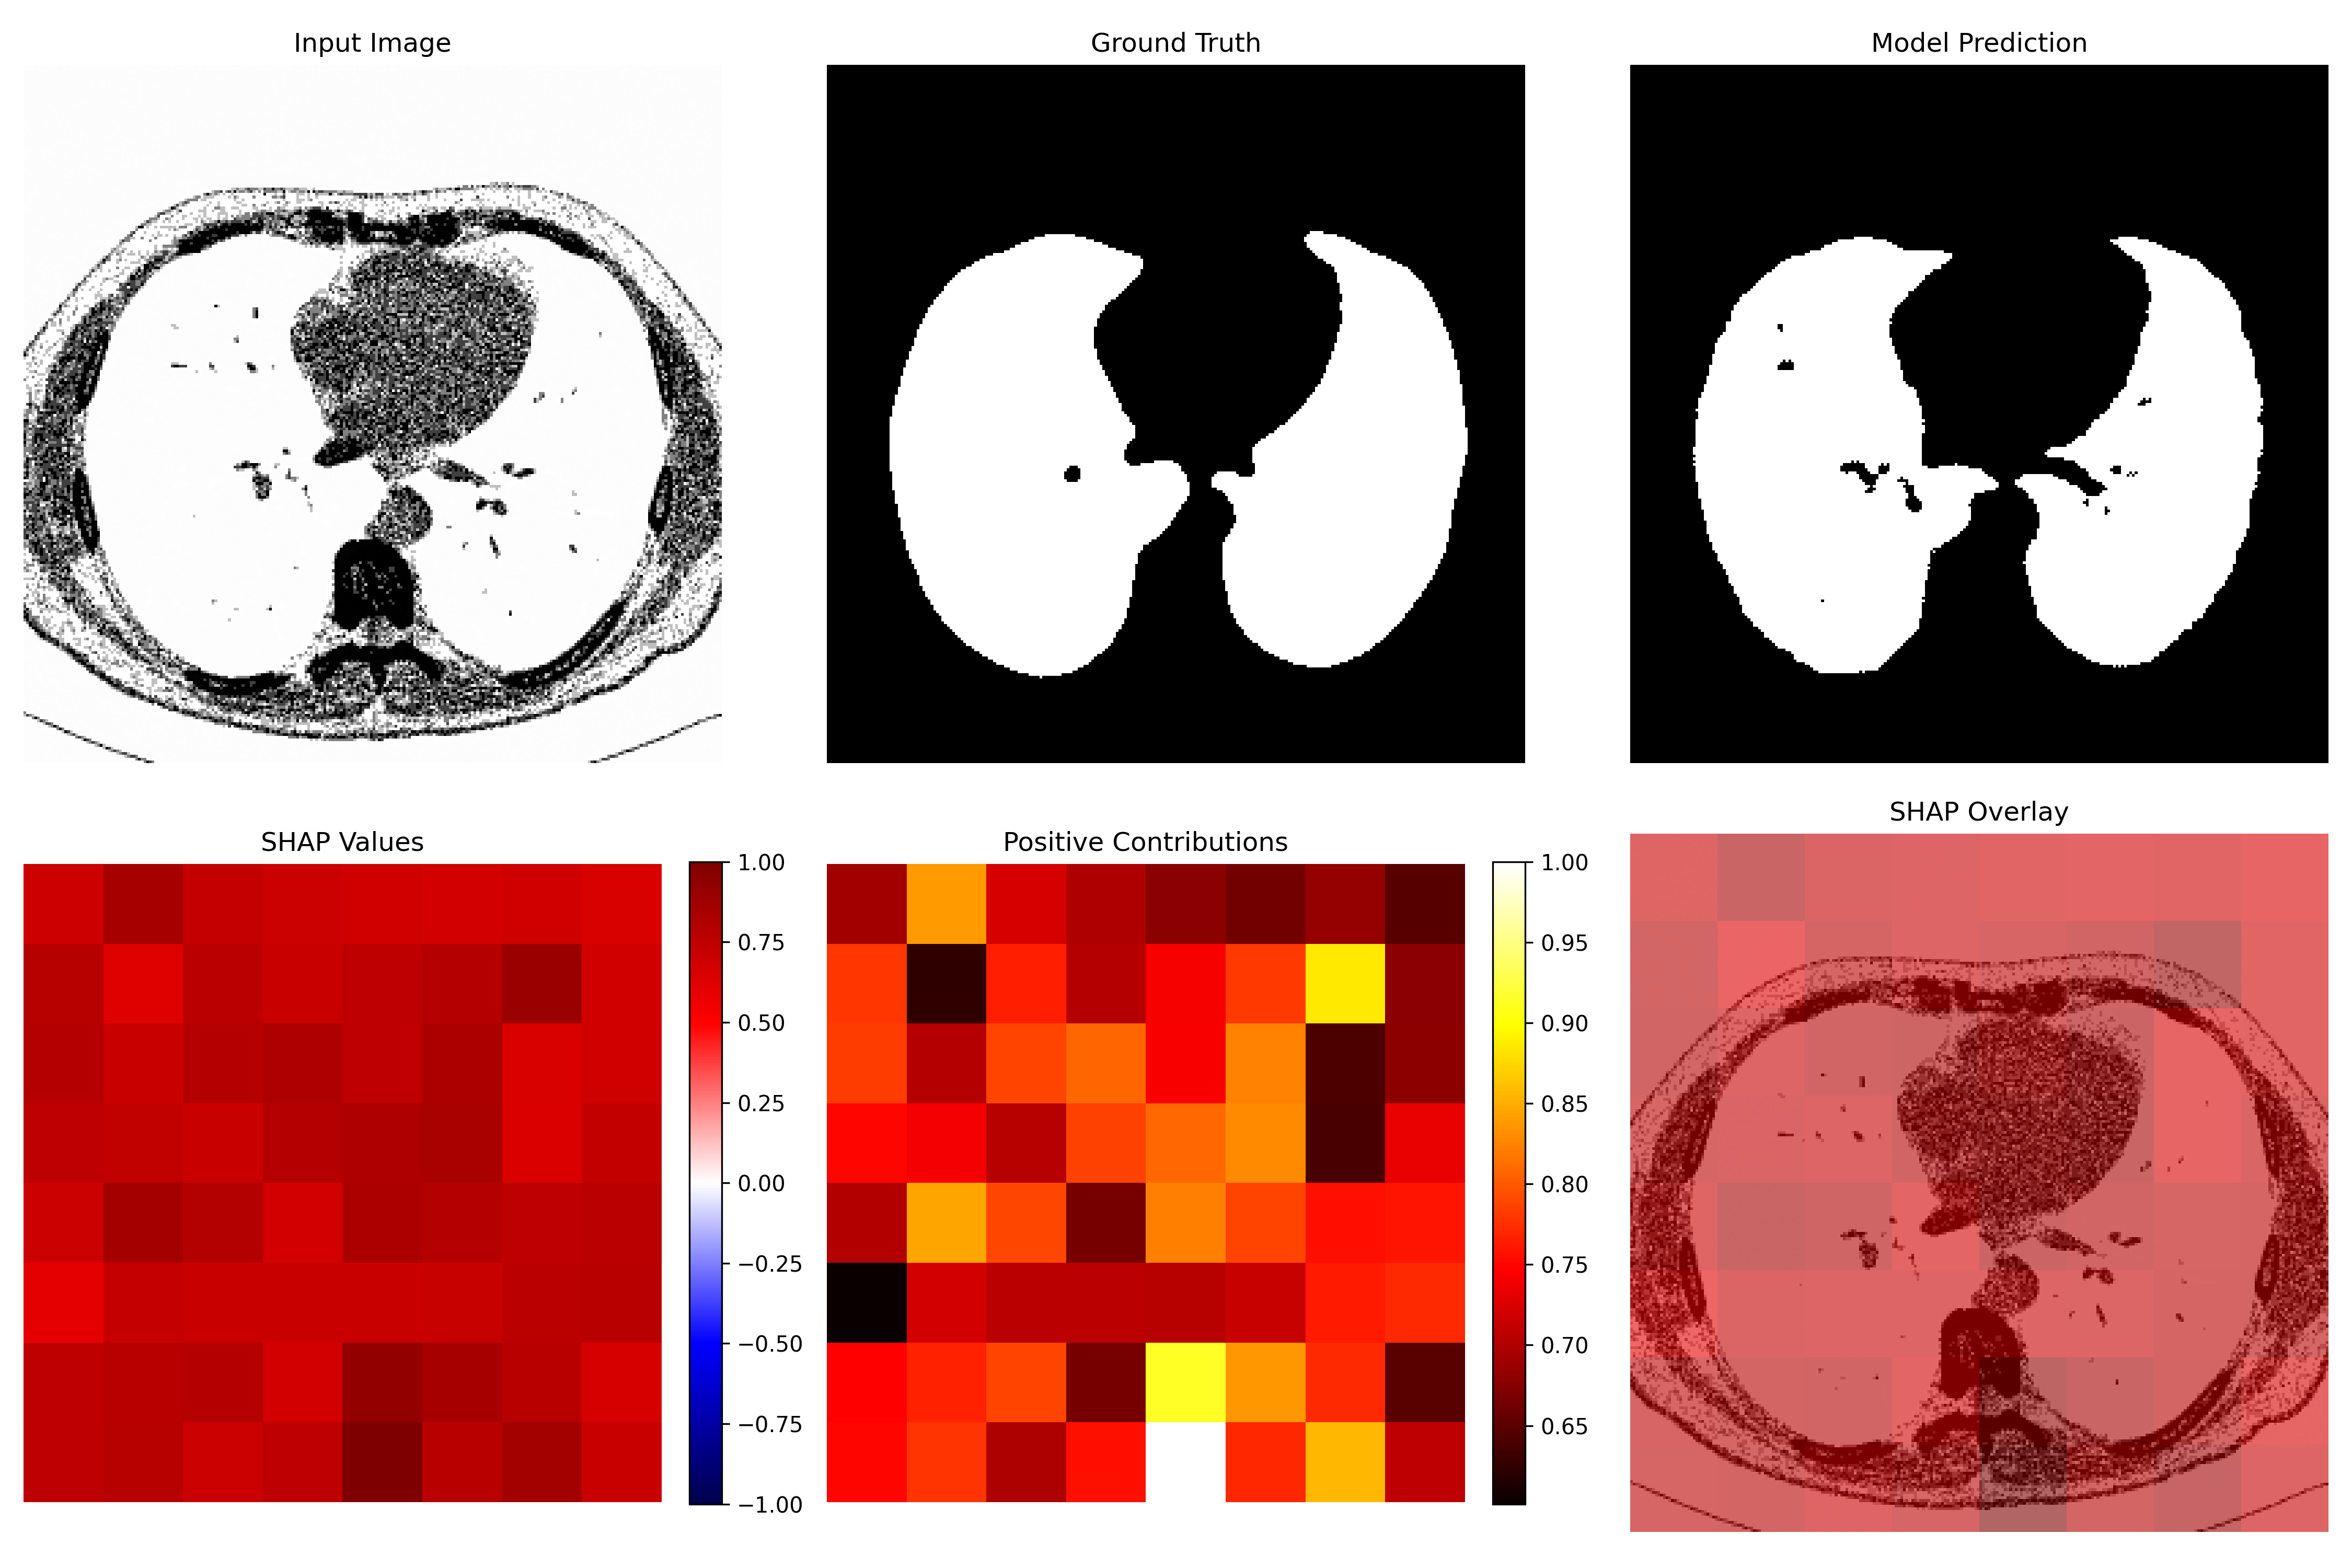 Input Image
Ground Truth
Model Prediction
SHAP Values
Positive Contributions
SHAP Overlay
1.00
0.75
0.50
0.25
0.00
−0.25
−0.50
−0.75
−1.00
1.00
0.95
0.90
0.85
0.80
0.75
0.70
0.65